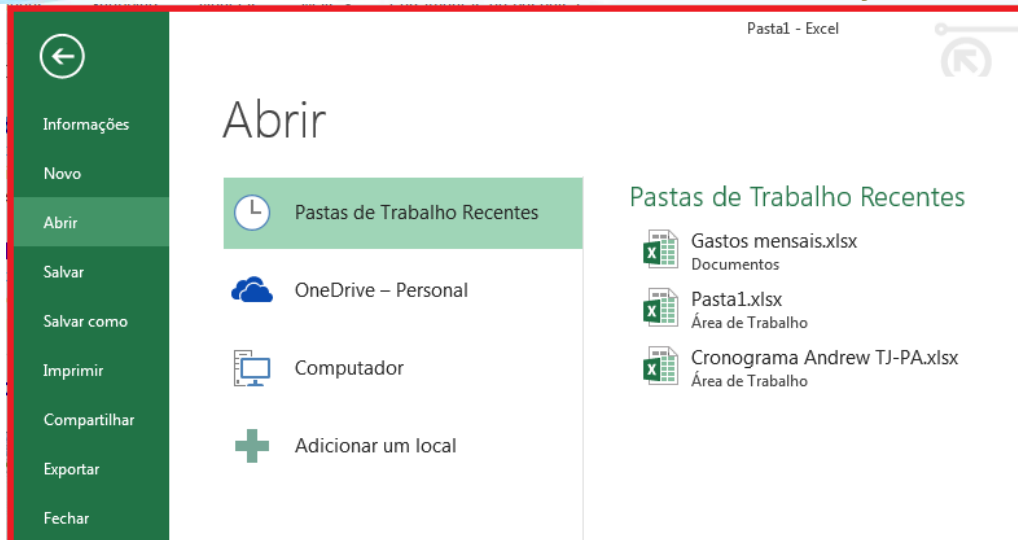 Pasta1 - Excel
Informações
Novo
Abrir
Salvar
Salvar como
Imprimir
Compartilhar
Exportar
Fechar
Abrir
Pastas de Trabalho Recentes
OneDrive – Personal
Computador
Adicionar um local
Pastas de Trabalho Recentes
Gastos mensais.xlsx
Documentos
Pasta1.xlsx
Área de Trabalho
Cronograma Andrew TJ-PA.xlsx
Área de Trabalho